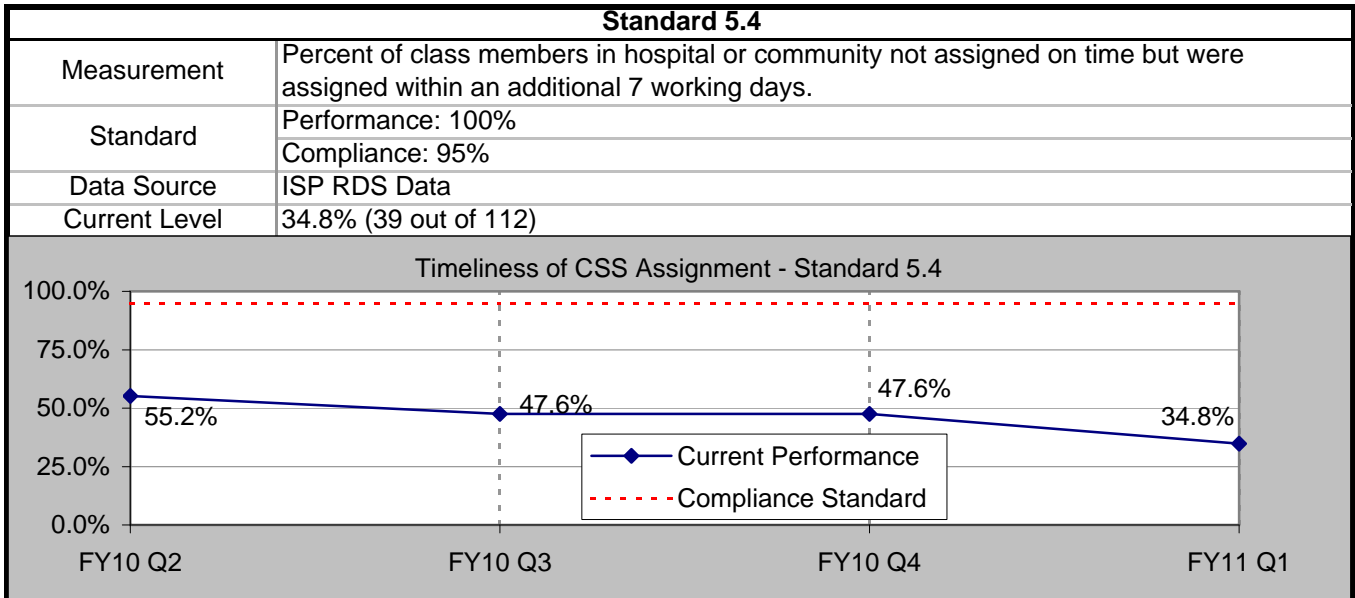 Standard 5.4
Measurement
Percent of class members in hospital or community not assigned on time but were
assigned within an additional 7 working days.
Standard
Performance: 100%
Compliance: 95%
Data Source
ISP RDS Data
Current Level
34.8% (39 out of 112)
Timeliness of CSS Assignment - Standard 5.4
100.0%
75.0%
50.0%
25.0%
0.0%
55.2%
47.6%
47.6%
34.8%
Current Performance
Compliance Standard
FY10 Q2
FY10 Q3
FY10 Q4
FY11 Q1